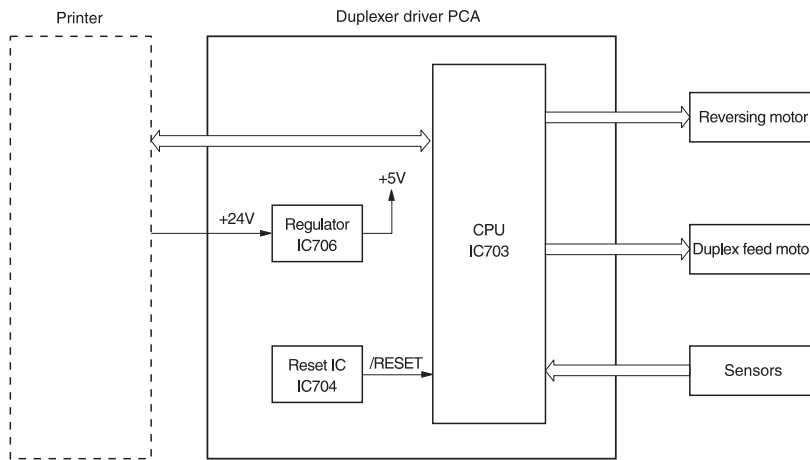 Printer
Duplexer driver PCA
Reversing motor
+5V
+24V
Regulator
IC706
CPU
IC703
Duplex feed moto
Reset IC
IC704
/RESET
Sensors